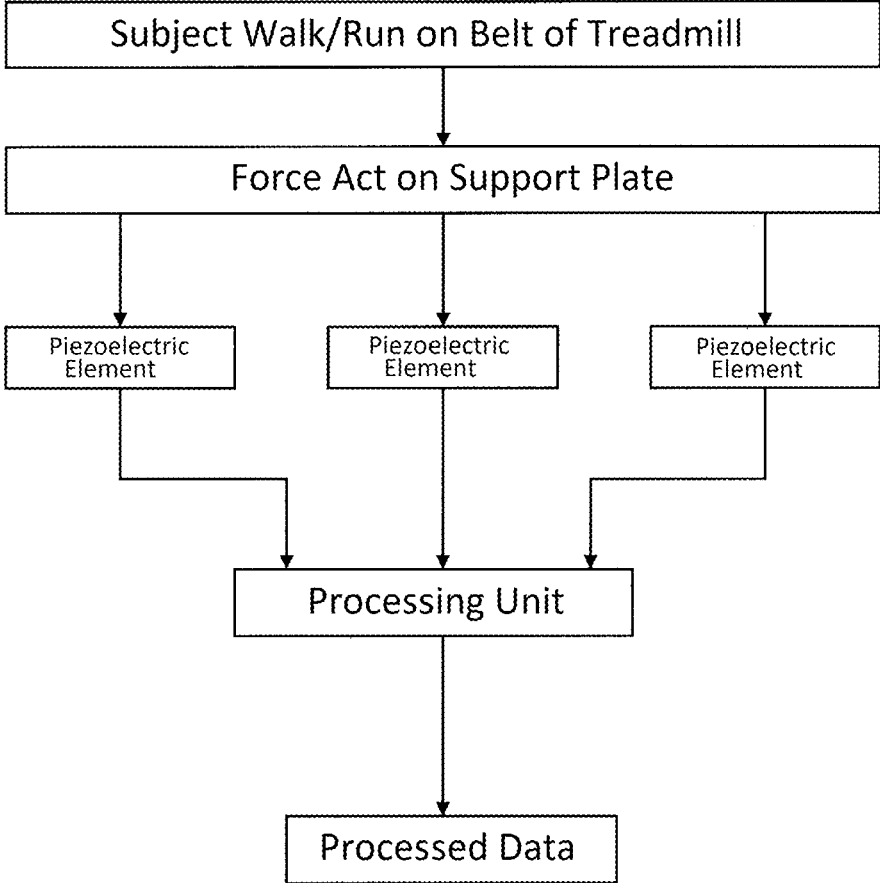 Subject Walk/Run on Belt of Treadmill
Force Act on Support Plate
Piezoelectric
Element
Piezoelectric
Element
Piezoelectric
Element
Processing Unit
Processed Data